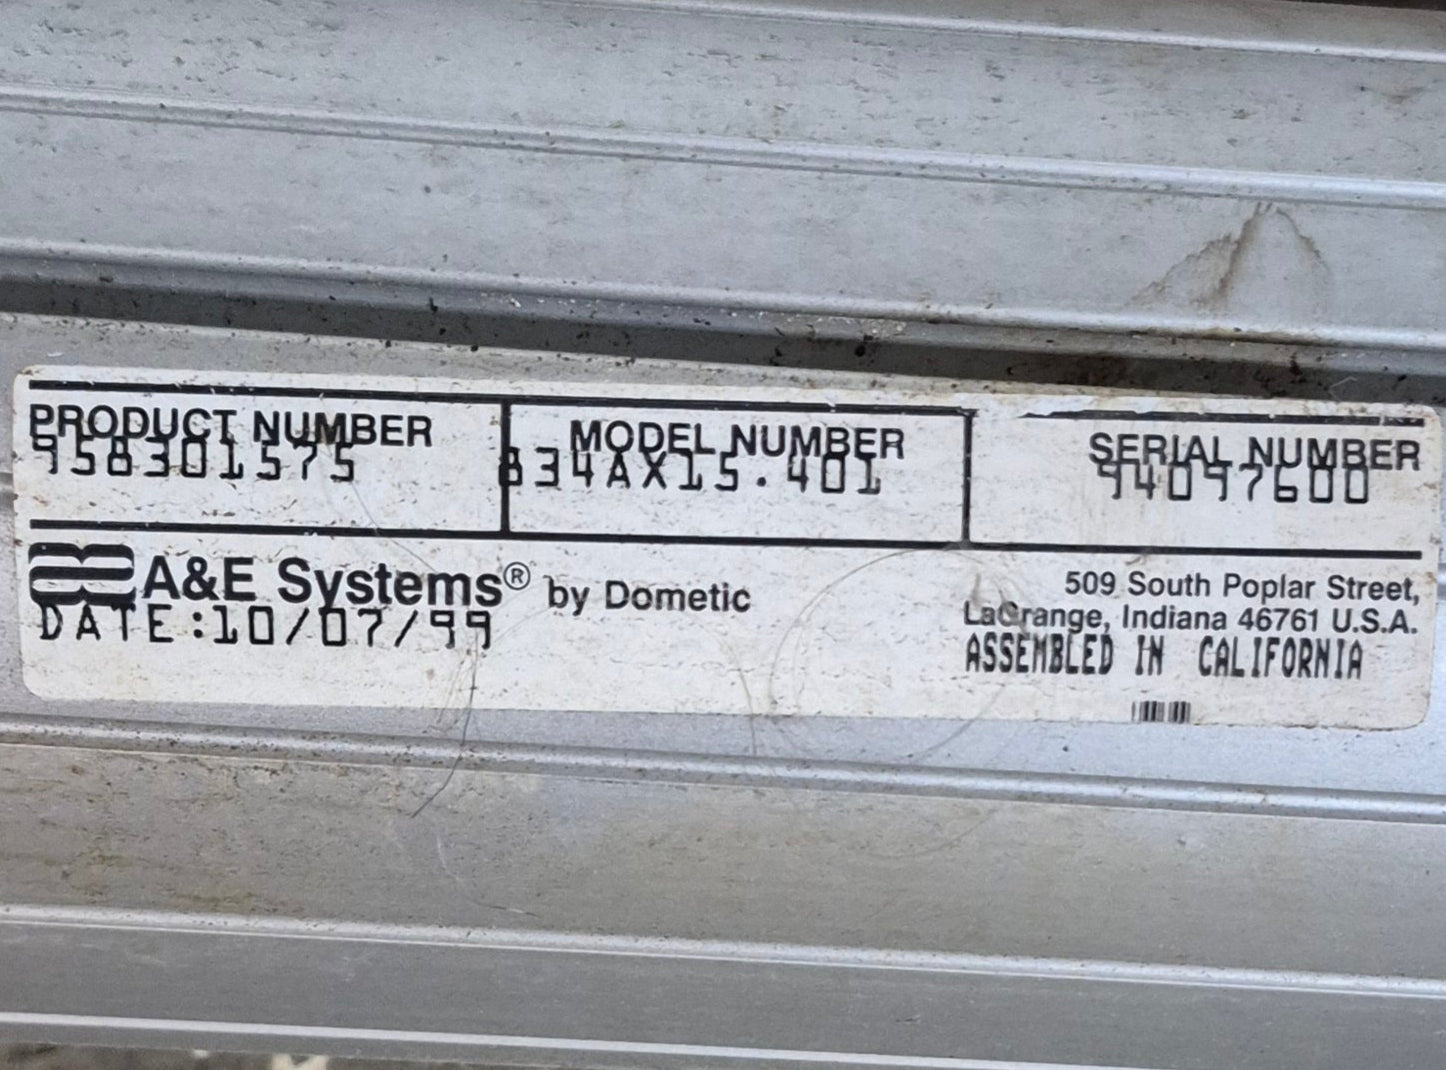 PRODUCT NUMBER
958301575
MODEL NUMBER
834AX15.401
SERIAL NUMBER
94097600
A&E Systems® by Dometic
DATE:10/07/99
509 South Poplar Street,
LaGrange, Indiana 46761 U.S.A.
ASSEMBLED IN CALIFORNIA